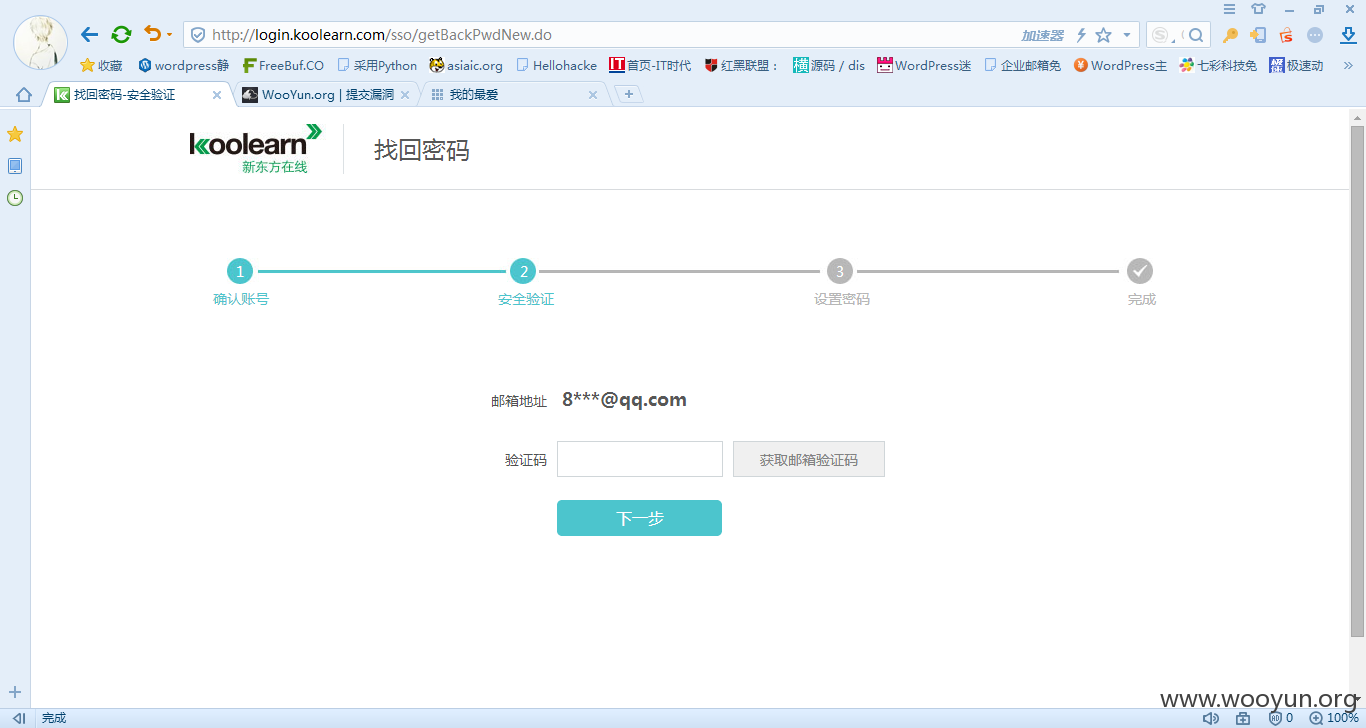 http://login.koolearn.com/sso/getBackPwdNew.do
加速器
收藏 wordpress静 FreeBuf.CO 采用Python asiaic.org Hellohacke 首页-IT时代 红黑联盟： 源码 / dis WordPress迷 企业邮箱免 WordPress主 七彩科技免 极速动
找回密码-安全验证 WooYun.org | 提交漏洞 我的最爱
koolearn
新东方在线
找回密码
1 2 3
确认账号 安全验证 设置密码 完成
邮箱地址 8***@qq.com
验证码 获取邮箱验证码
下一步
www.wooyun.org
完成 0 100%